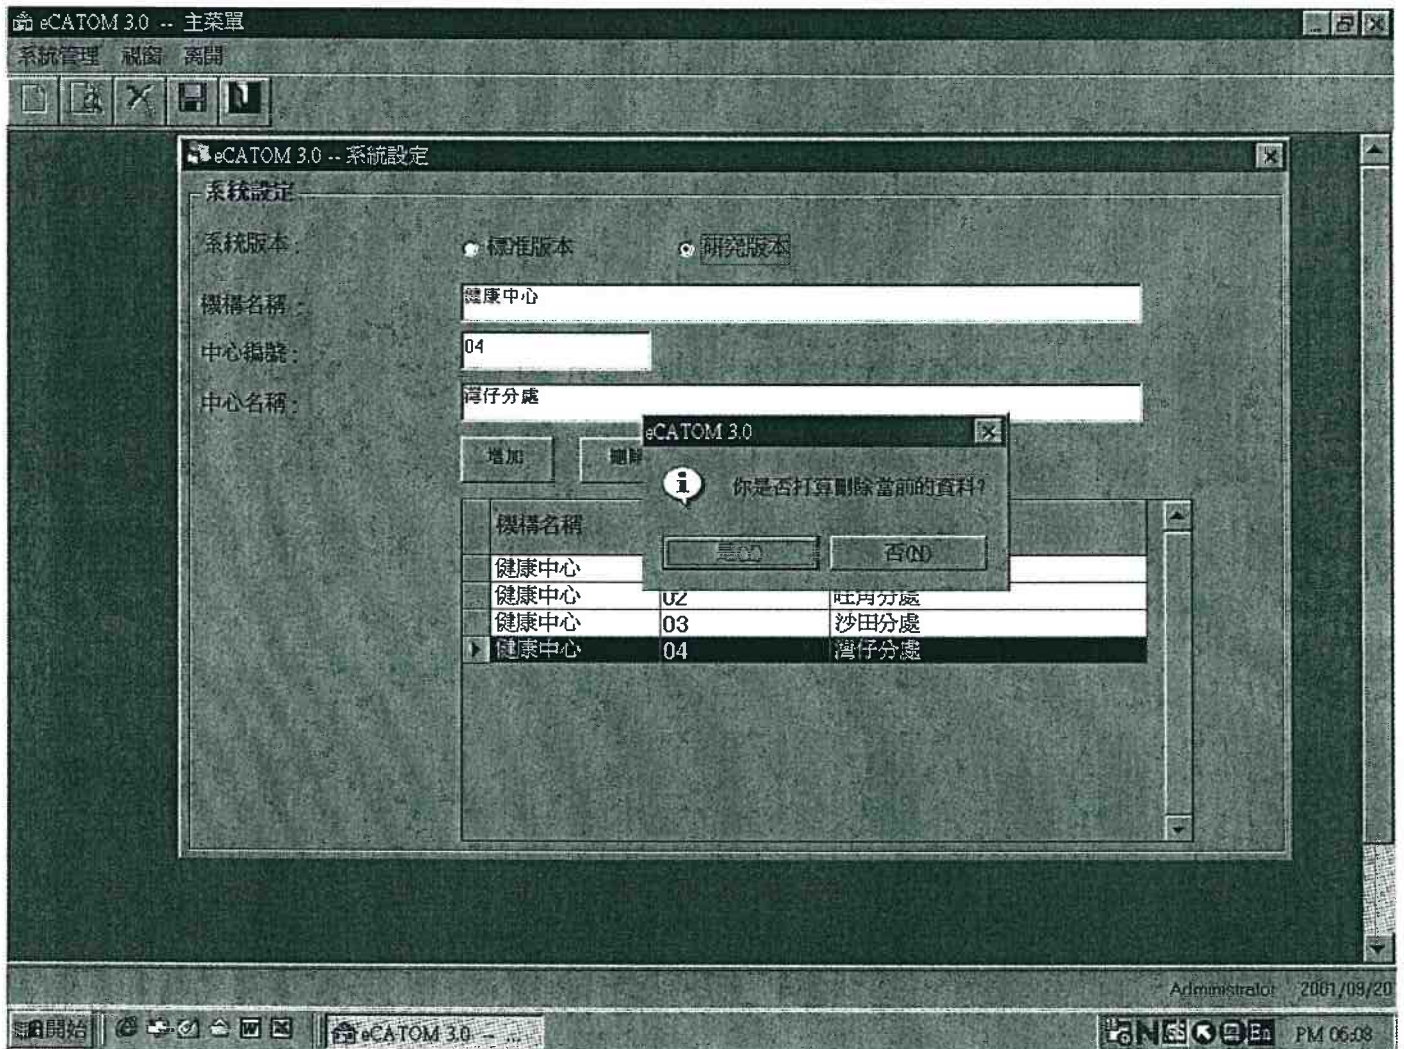 eCATOM 3.0 -- 主菜單
系統管理 視窗 离開
eCATOM 3.0 -- 系統設定
系統設定
系統版本 : 標准版本 研究版本
機構名稱 : 健康中心
中心編號 : 04
中心名稱 : 灣仔分處
增加
eCATOM 3.0
你是否打算刪除當前的資料?
是(Y) 否(N)
機構名稱
健康中心
健康中心 02 旺角分處
健康中心 03 沙田分處
健康中心 04 灣仔分處
Administrator 2001/09/20
開始 eCATOM 3.0 -- ...
En PM 06:08